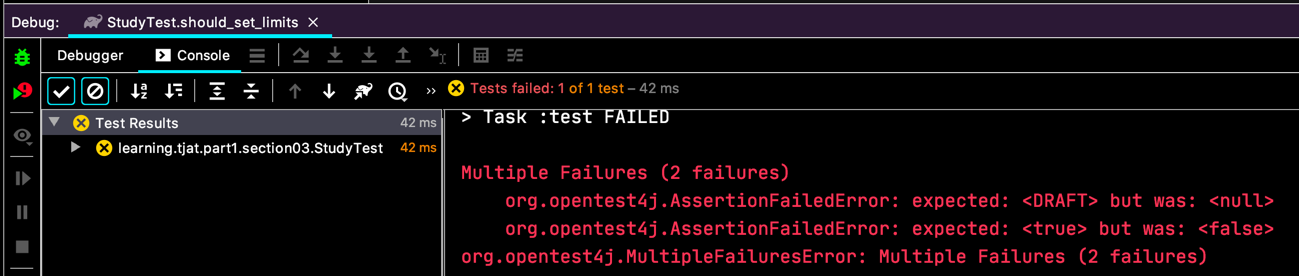 Debug: StudyTest.should_set_limits
Debugger Console
9
Tests failed: 1 of 1 test – 42 ms
Test Results 42 ms
learning.tjat.part1.section03.StudyTest 42 ms
> Task :test FAILED
Multiple Failures (2 failures)
org.opentest4j.AssertionFailedError: expected: <DRAFT> but was: <null>
org.opentest4j.AssertionFailedError: expected: <true> but was: <false>
org.opentest4j.MultipleFailuresError: Multiple Failures (2 failures)